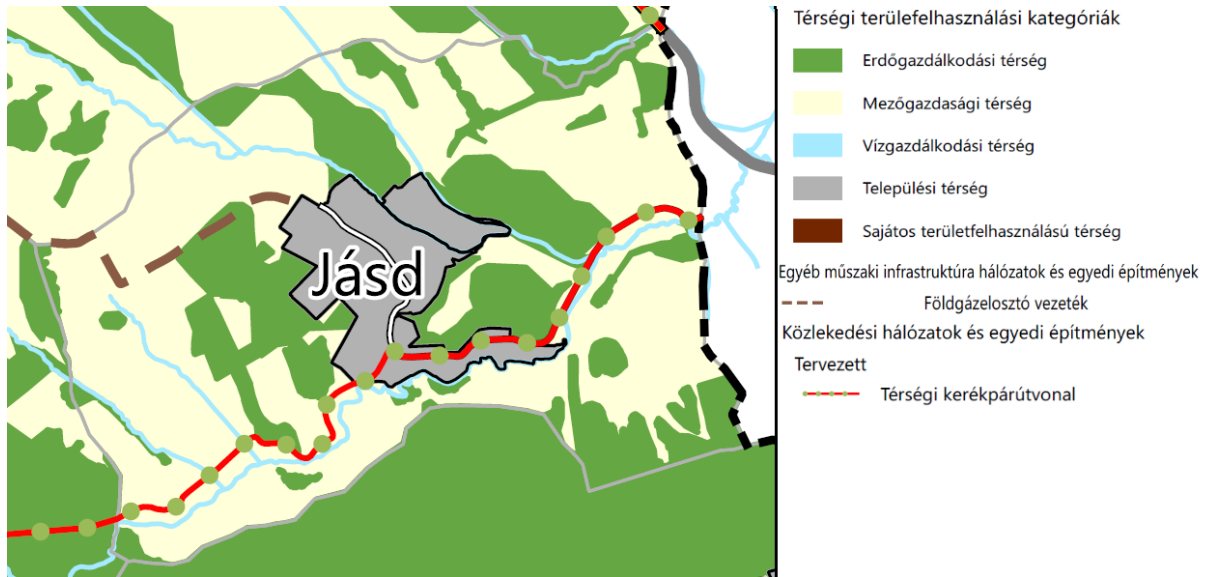 Jásd
Térségi terüefelhasználási kategóriák
Erdőgazdálkodási térség
Mezőgazdasági térség
Vízgazdálkodási térség
Települési térség
Sajátos területfelhasználású térség
Egyéb műszaki infrastruktúra hálózatok és egyedi építmények
Földgázelosztó vezeték
Közlekedési hálózatok és egyedi építmények
Tervezett
Térségi kerékpárútvonal